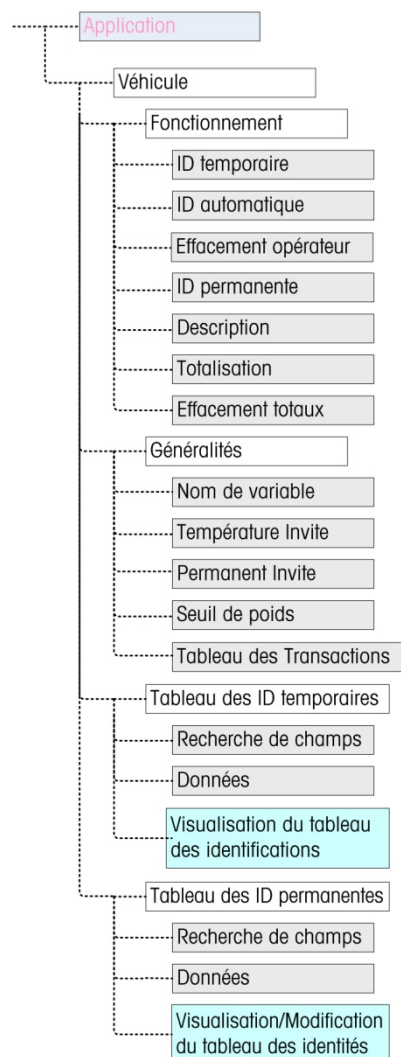 Application
Véhicule
Fonctionnement
ID temporaire
ID automatique
Effacement opérateur
ID permanente
Description
Totalisation
Effacement totaux
Généralités
Nom de variable
Température Invite
Permanent Invite
Seuil de poids
Tableau des Transactions
Tableau des ID temporaires
Recherche de champs
Données
Visualisation du tableau
des identifications
Tableau des ID permanentes
Recherche de champs
Données
Visualisation/Modification
du tableau des identités